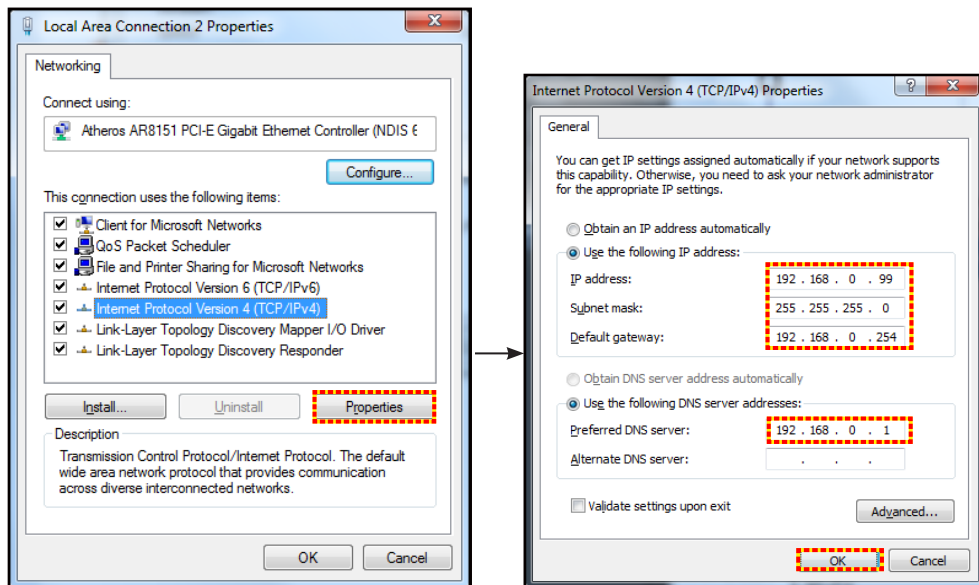 Local Area Connection 2 Properties
Networking
Connect using:
Atheros AR8151 PCI-E Gigabit Ethernet Controller (NDIS 6
Configure...
This connection uses the following items:
Client for Microsoft Networks
QoS Packet Scheduler
File and Printer Sharing for Microsoft Networks
Internet Protocol Version 6 (TCP/IPv6)
Internet Protocol Version 4 (TCP/IPv4)
Link-Layer Topology Discovery Mapper I/O Driver
Link-Layer Topology Discovery Responder
Install... Uninstall Properties
Description
Transmission Control Protocol/Internet Protocol. The default
wide area network protocol that provides communication
across diverse interconnected networks.
OK Cancel
Internet Protocol Version 4 (TCP/IPv4) Properties
General
You can get IP settings assigned automatically if your network supports
this capability. Otherwise, you need to ask your network administrator
for the appropriate IP settings.
Obtain an IP address automatically
Use the following IP address:
IP address: 192 . 168 . 0 . 99
Subnet mask: 255 . 255 . 255 . 0
Default gateway: 192 . 168 . 0 . 254
Obtain DNS server address automatically
Use the following DNS server addresses:
Preferred DNS server: 192 . 168 . 0 . 1
Alternate DNS server: . . .
Validate settings upon exit
Advanced...
OK Cancel